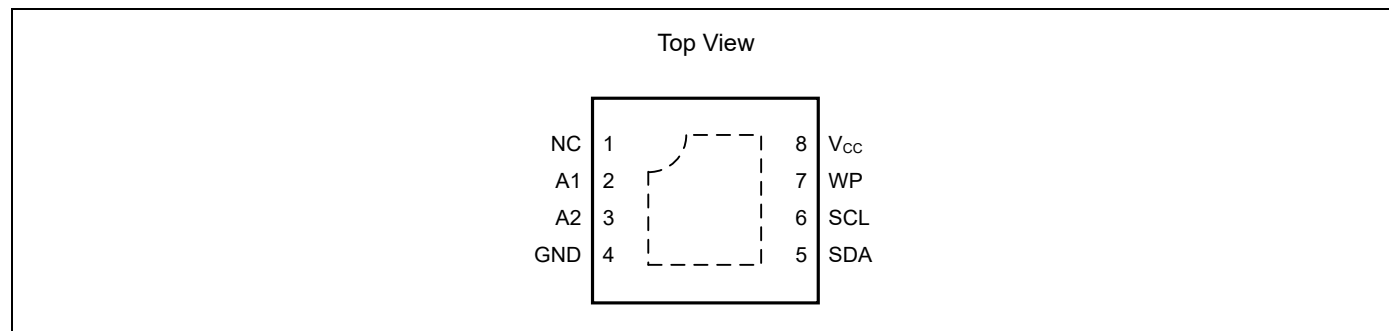 Top View
NC 1 8 VCC
A1 2 7 WP
A2 3 6 SCL
GND 4 5 SDA